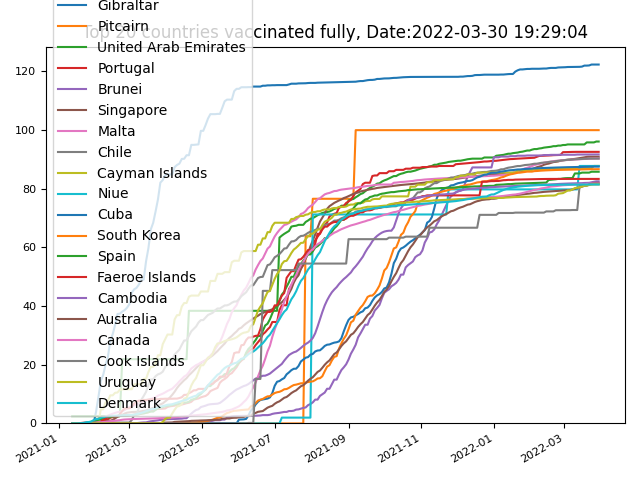 Top 20 countries vaccinated fully, Date:2022-03-30 19:29:04
Gibraltar
Pitcairn
United Arab Emirates
Portugal
Brunei
Singapore
Malta
Chile
Cayman Islands
Niue
Cuba
South Korea
Spain
Faeroe Islands
Cambodia
Australia
Canada
Cook Islands
Uruguay
Denmark
120
100
80
60
40
20
0
2021-01
2021-03
2021-05
2021-07
2021-09
2021-11
2022-01
2022-03